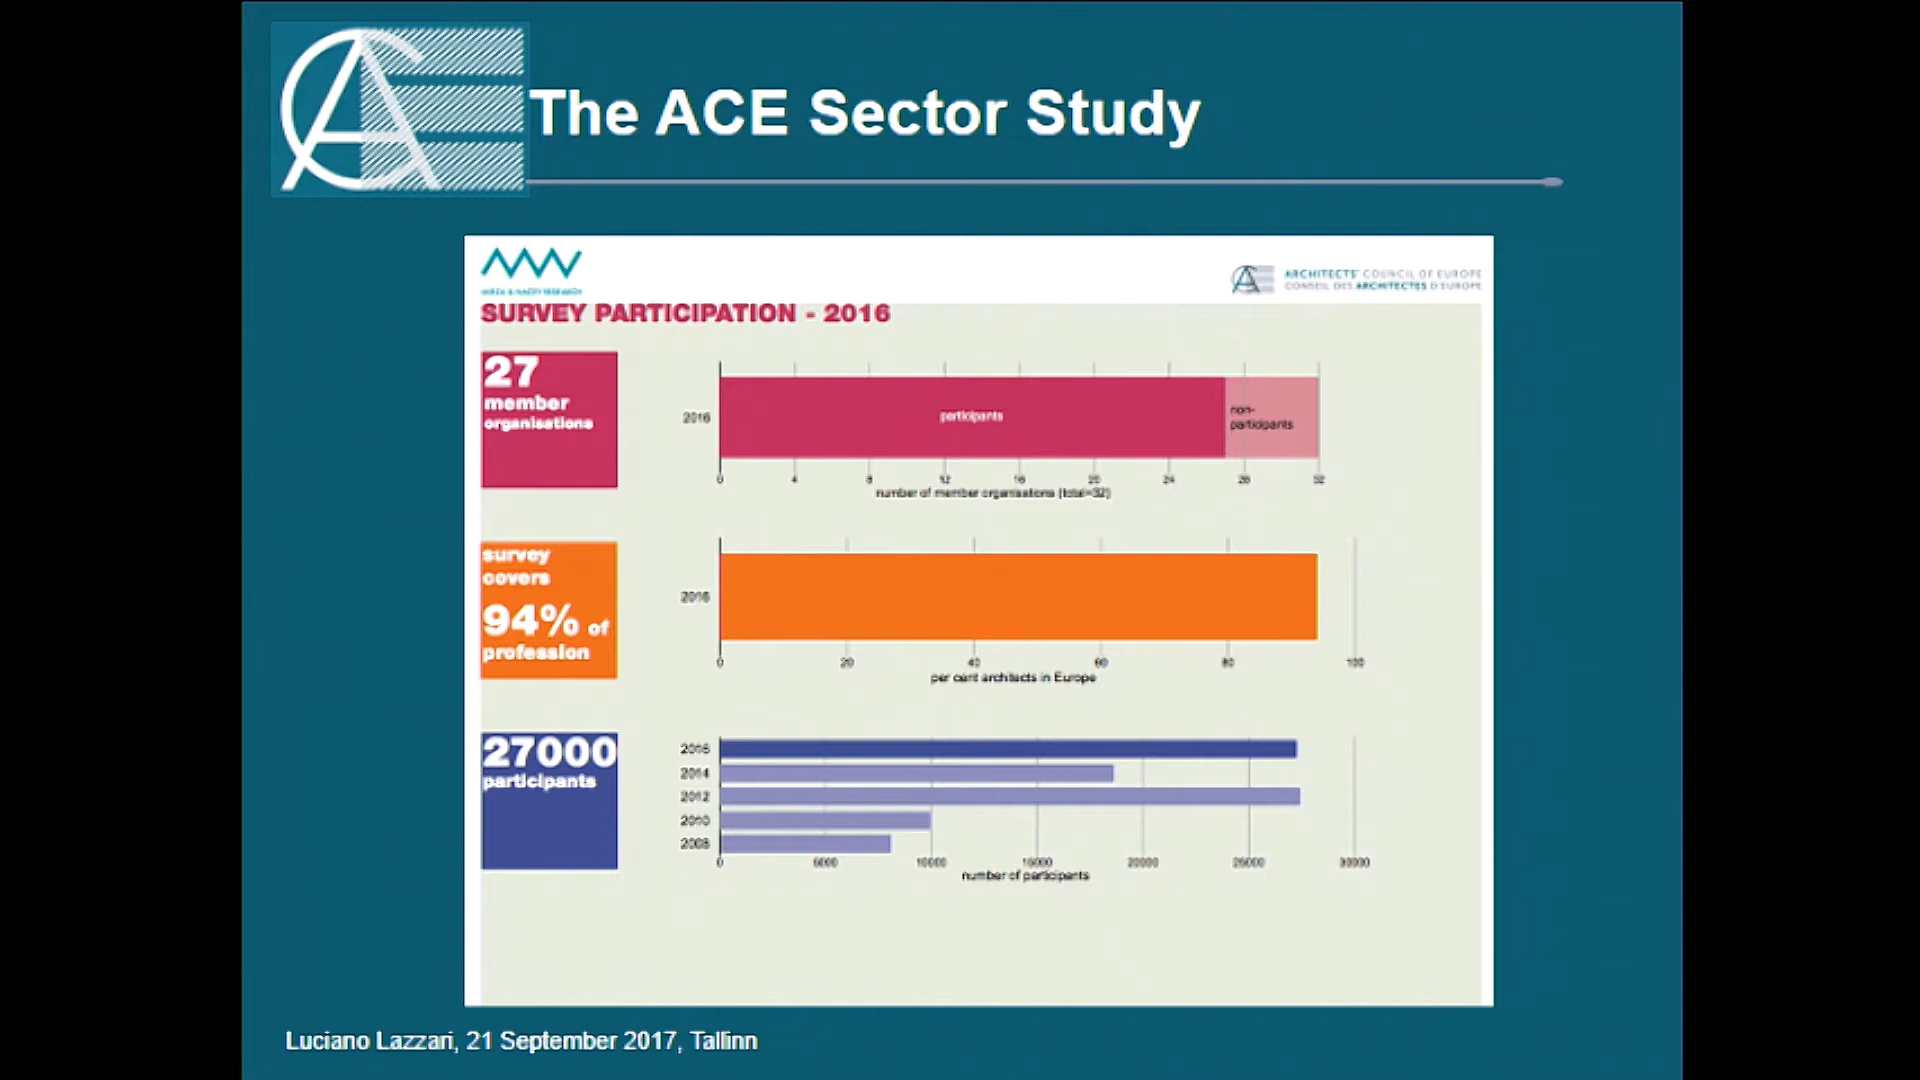 The ACE Sector Study
ARCHITECTS' COUNCIL OF EUROPE
CONSEIL DES ARCHITECTES D'EUROPE
SURVEY PARTICIPATION - 2016
27
member
organisations
2016
participants
non-
participants
0 4 8 12 16 20 24 28 32
number of member organisations (total=32)
survey
covers
94% of
profession
2016
0 20 40 60 80 100
per cent architects in Europe
27000
participants
2016
2014
2012
2010
2008
0 5000 10000 15000 20000 25000 30000
number of participants
Luciano Lazzari, 21 September 2017, Tallinn